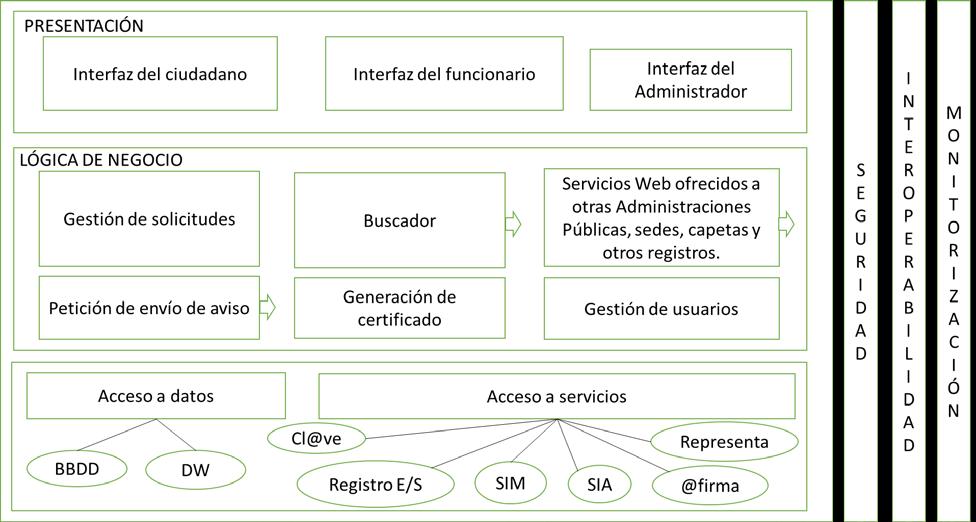 PRESENTACIÓN
Interfaz del ciudadano
Interfaz del funcionario
Interfaz del
Administrador
LÓGICA DE NEGOCIO
Gestión de solicitudes
Buscador
Servicios Web ofrecidos a
otras Administraciones
Públicas, sedes, capetas y
otros registros.
Petición de envío de aviso
Generación de
certificado
Gestión de usuarios
Acceso a datos
Acceso a servicios
BBDD
DW
Cl@ve
Registro E/S
SIM
SIA
@firma
Representa
SEGURIDAD
INTEROPERABILIDAD
MONITORIZACIÓN